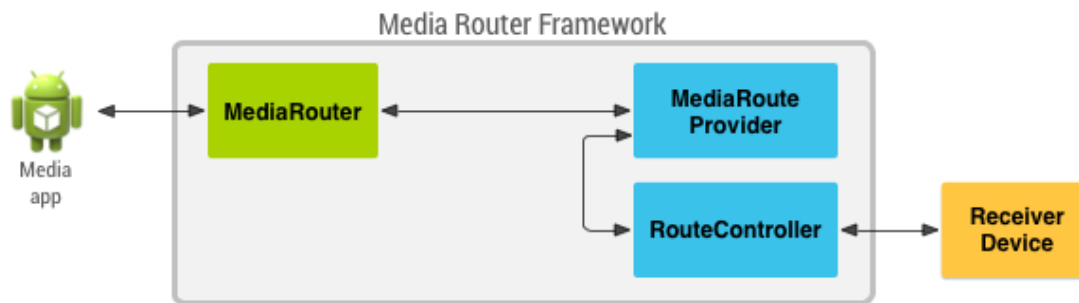 Media Router Framework
MediaRouter
MediaRoute
Provider
Media
app
RouteController
Receiver
Device